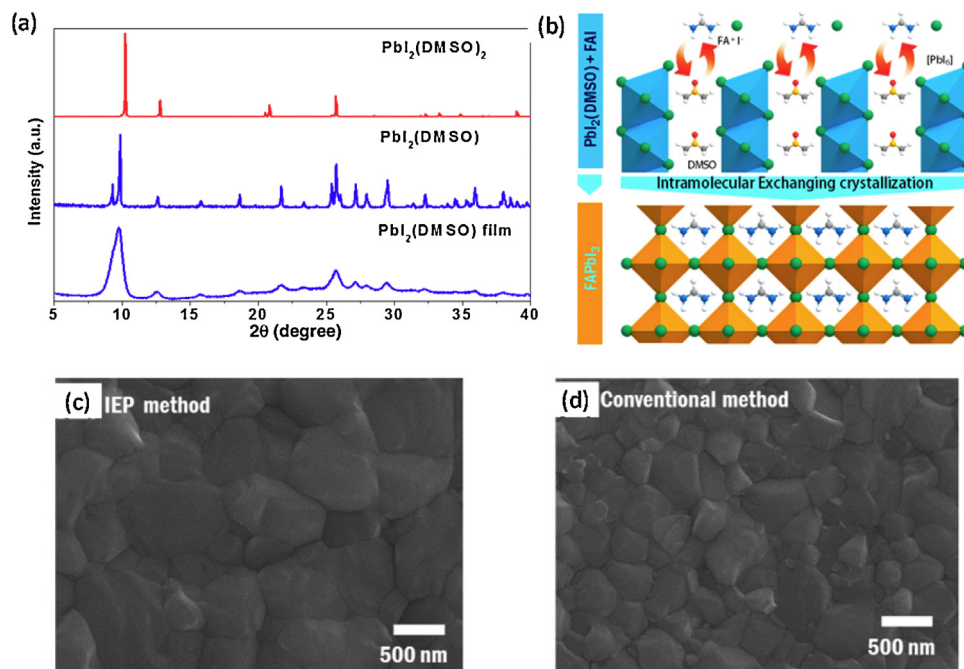 (a)
PbI₂(DMSO)₂
PbI₂(DMSO)
PbI₂(DMSO) film
Intensity (a.u.)
5 10 15 20 25 30 35 40
2θ (degree)
(b)
PbI₂(DMSO) + FAI
FA⁺I⁻
[PbI₆]
DMSO
Intramolecular Exchanging crystallization
FAPbI₃
(c) IEP method
500 nm
(d) Conventional method
500 nm